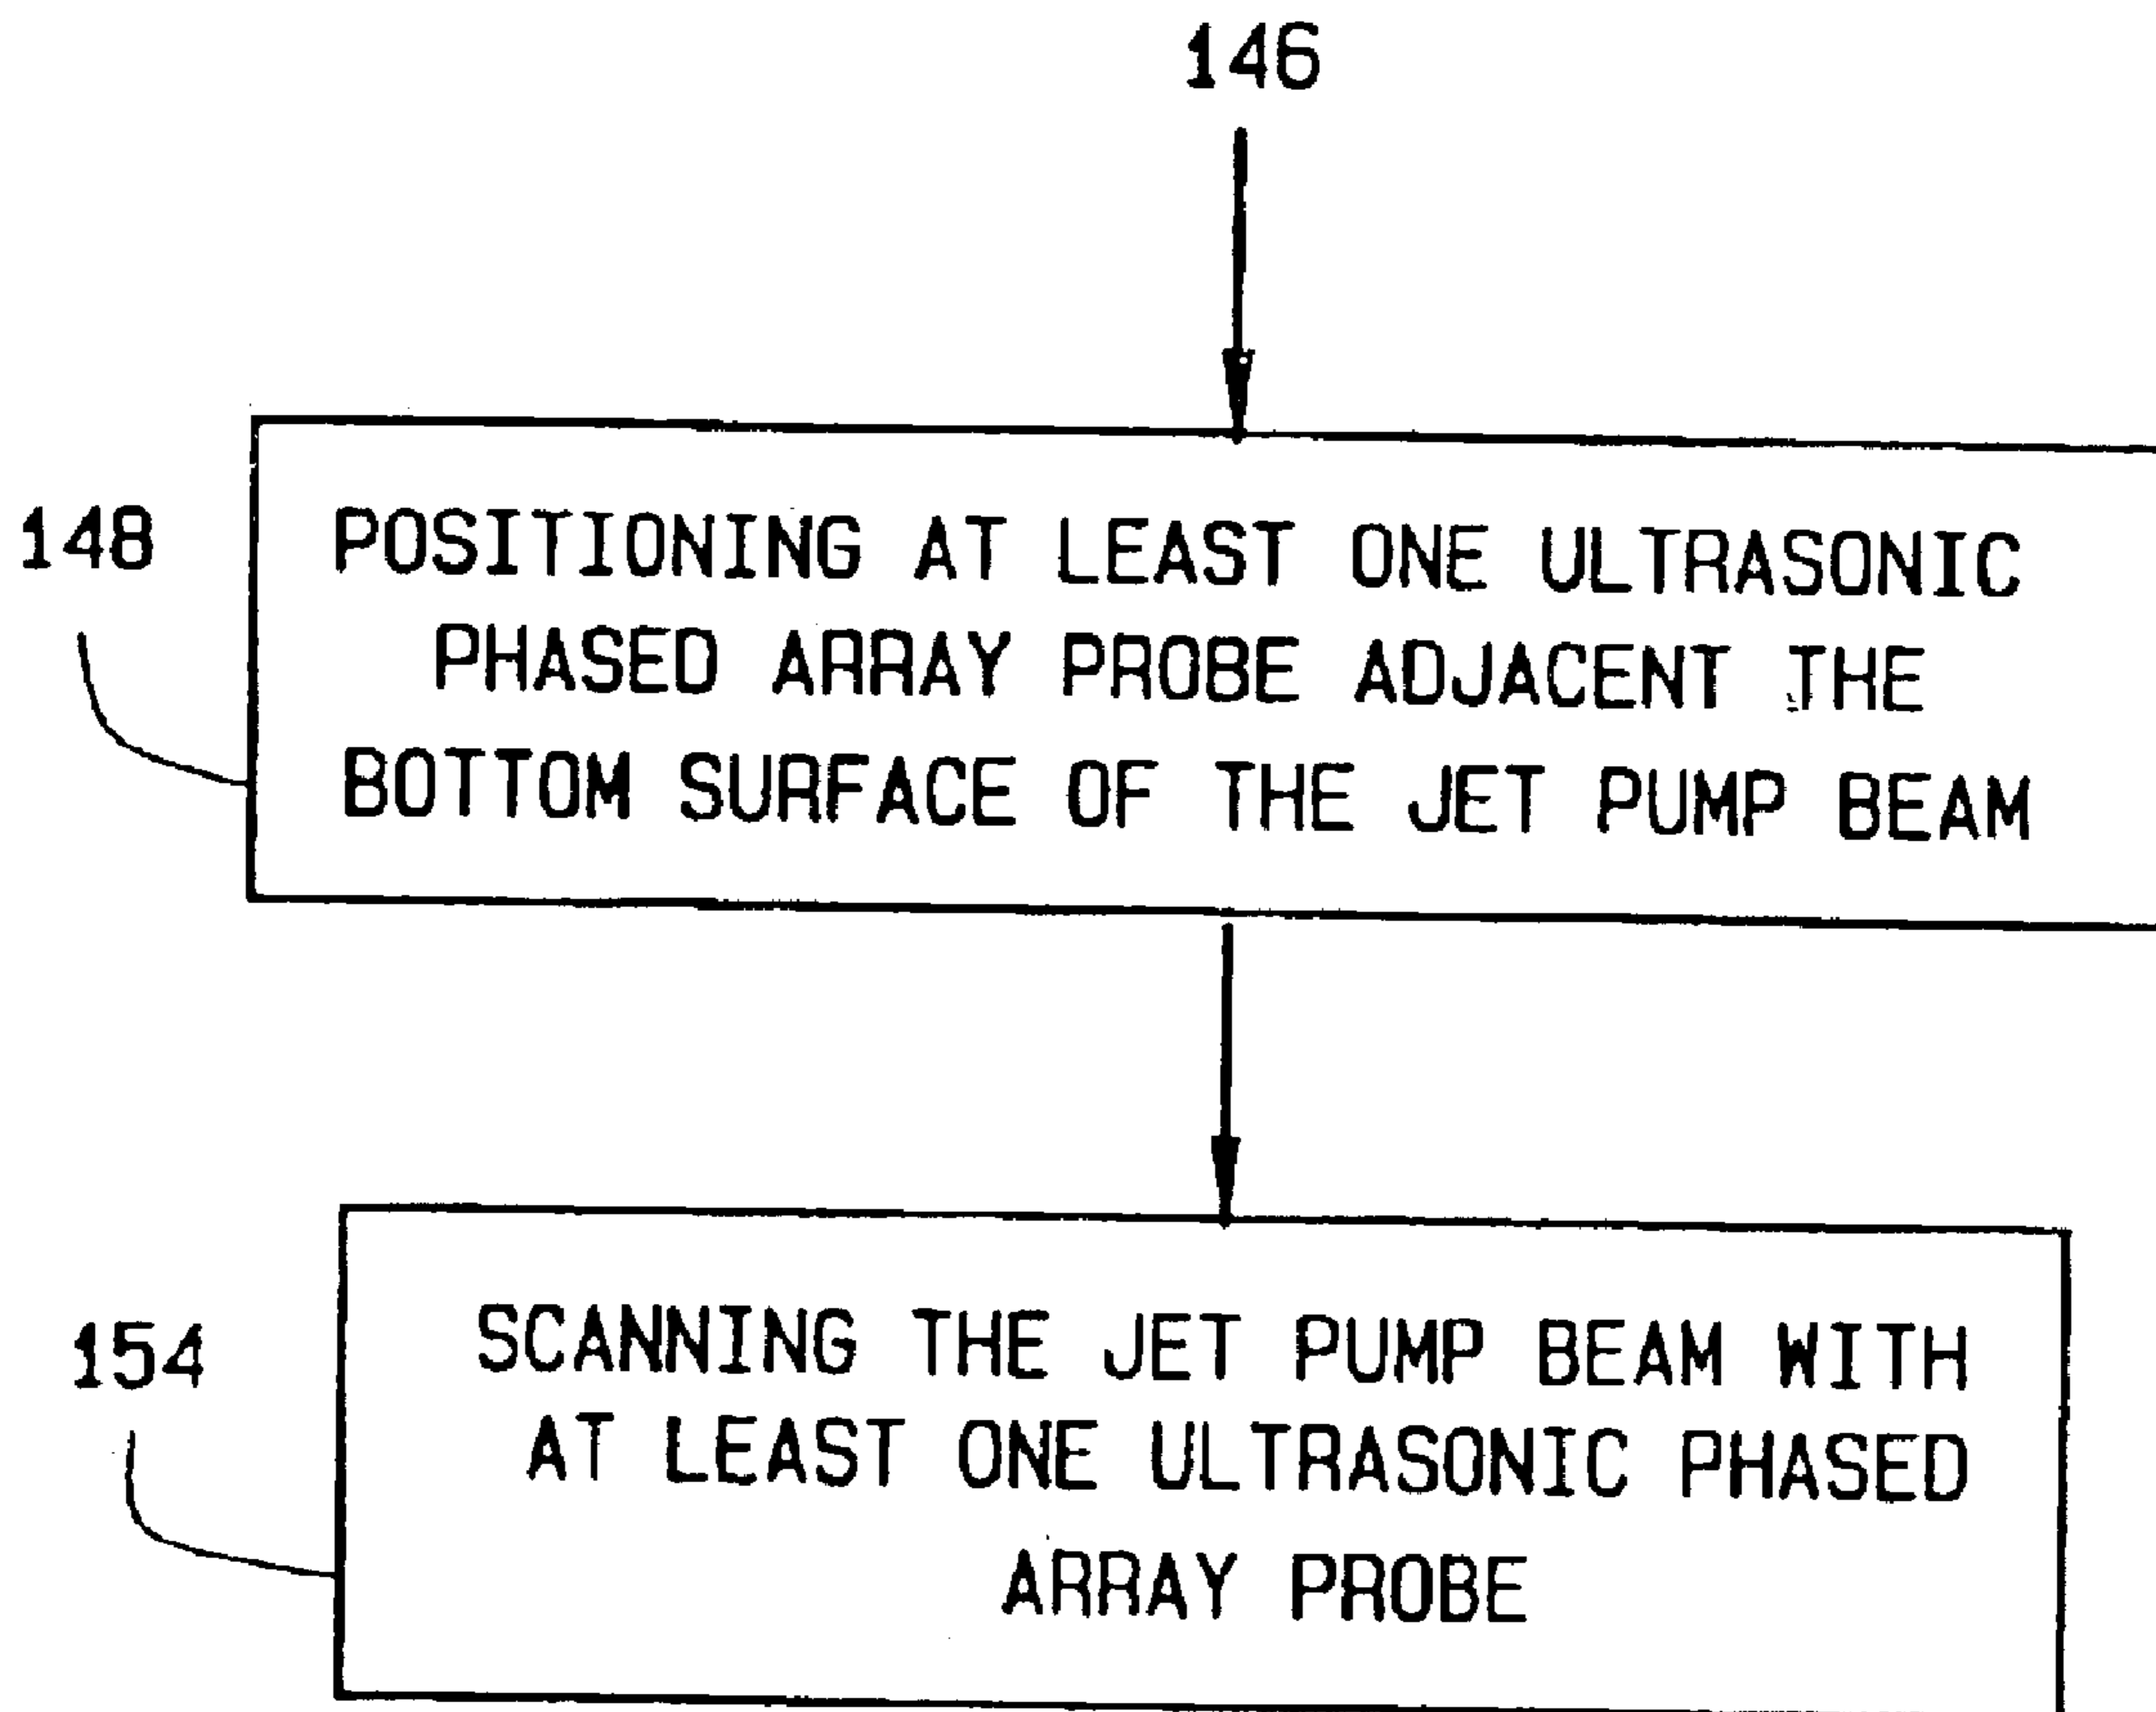 146
148
POSITIONING AT LEAST ONE ULTRASONIC
PHASED ARRAY PROBE ADJACENT THE
BOTTOM SURFACE OF THE JET PUMP BEAM
154
SCANNING THE JET PUMP BEAM WITH
AT LEAST ONE ULTRASONIC PHASED
ARRAY PROBE